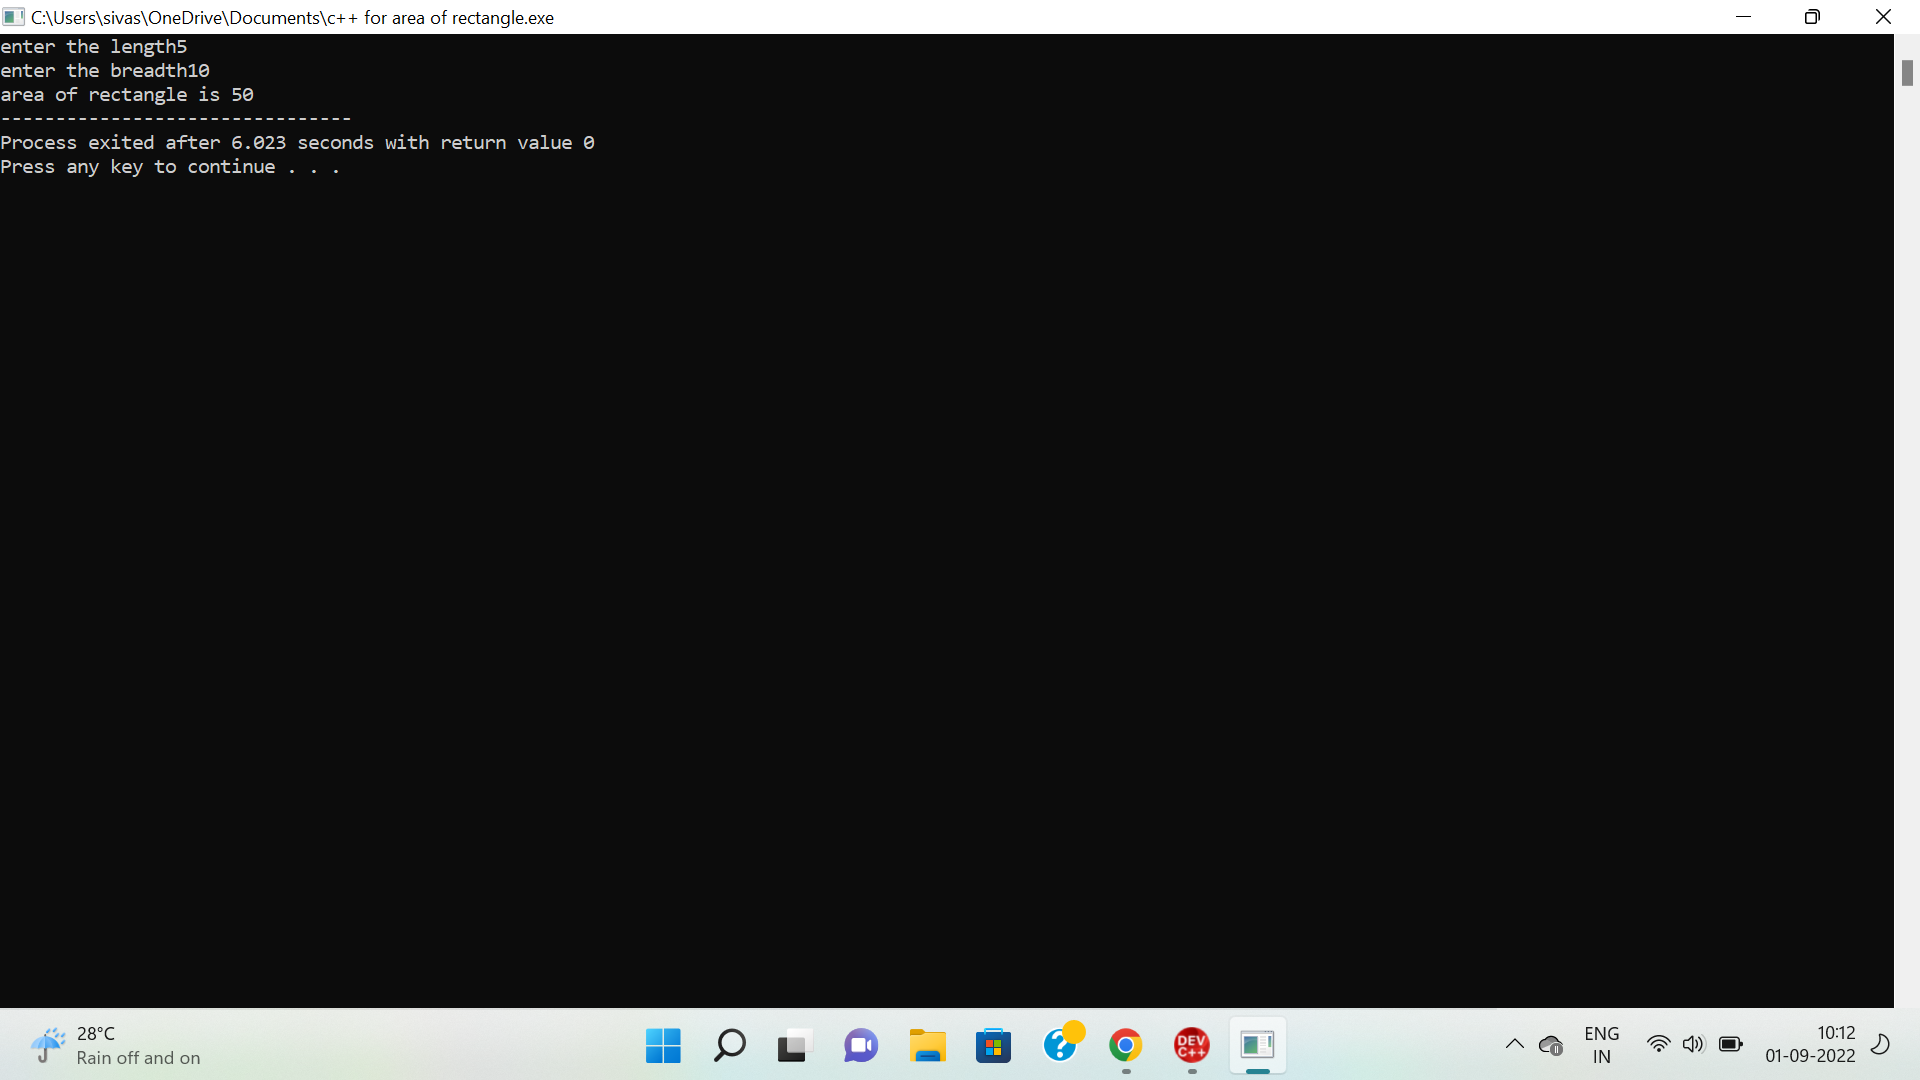 C:\Users\sivas\OneDrive\Documents\c++ for area of rectangle.exe
enter the length5
enter the breadth10
area of rectangle is 50
--------------------------------
Process exited after 6.023 seconds with return value 0
Press any key to continue . . .
28°C
Rain off and on
DEV
C++
ENG
IN
10:12
01-09-2022